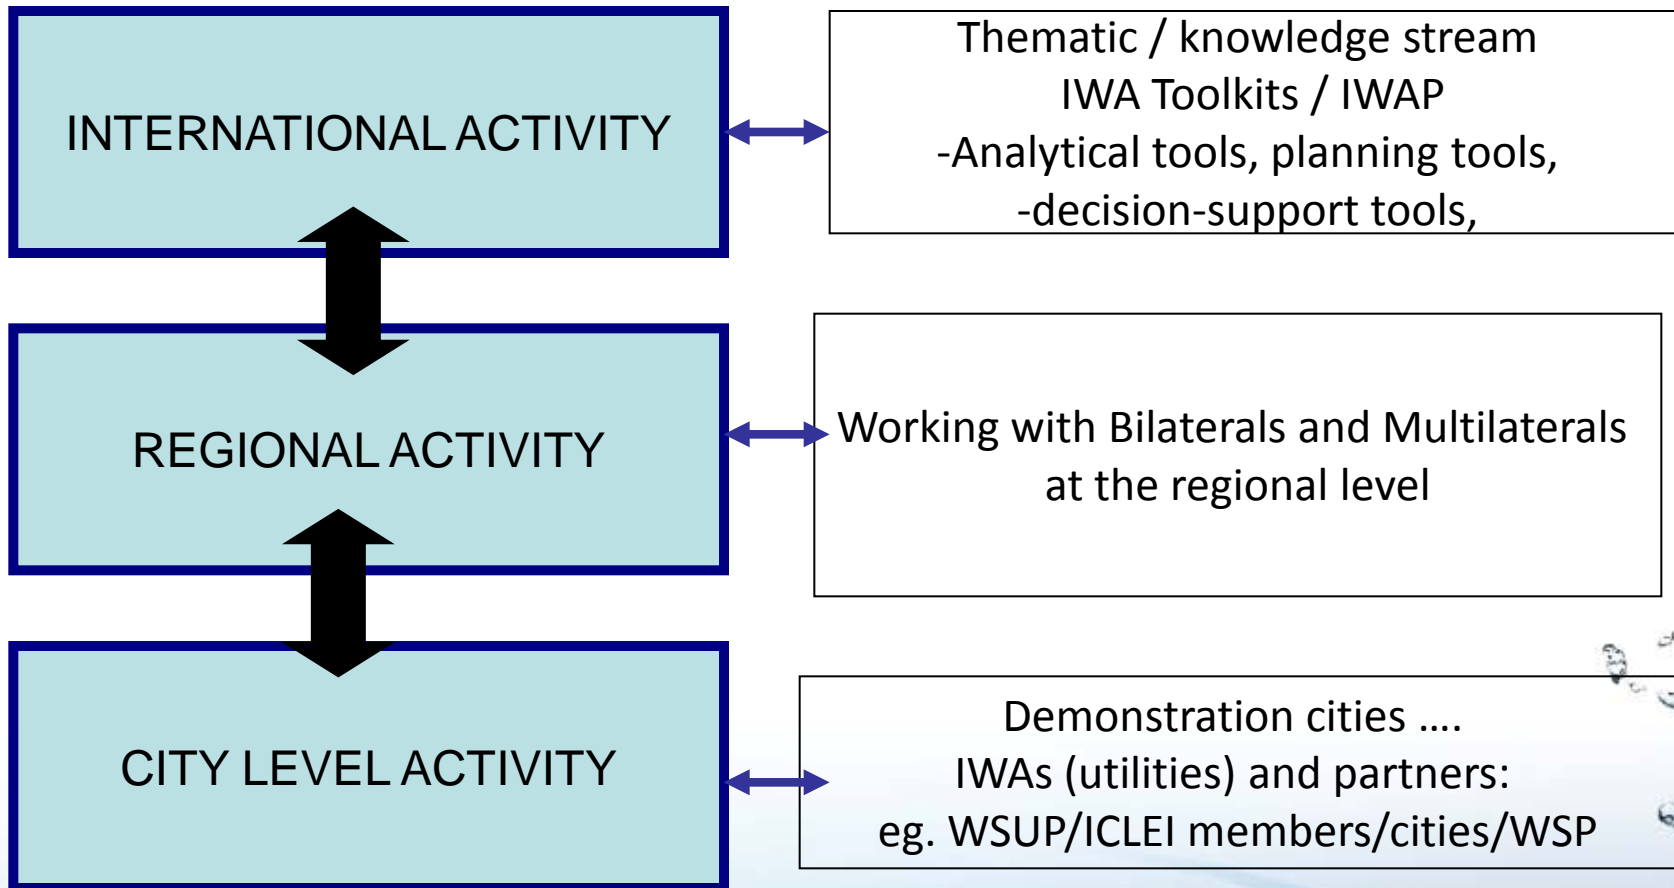 INTERNATIONAL ACTIVITY
Thematic / knowledge stream
IWA Toolkits / IWAP
-Analytical tools, planning tools,
-decision-support tools,
REGIONAL ACTIVITY
Working with Bilaterals and Multilaterals
at the regional level
CITY LEVEL ACTIVITY
Demonstration cities ....
IWAs (utilities) and partners:
eg. WSUP/ICLEI members/cities/WSP